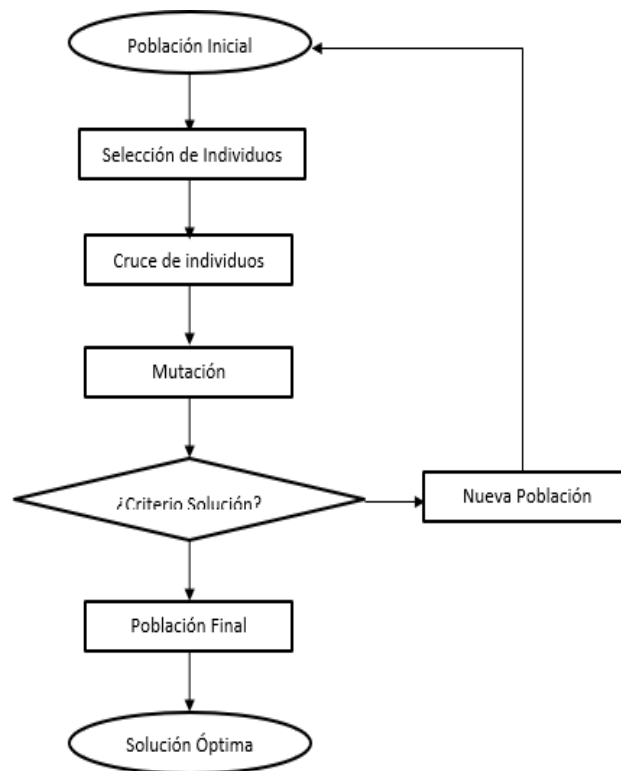 Población Inicial
Selección de Individuos
Cruce de individuos
Mutación
¿Criterio Solución?
Nueva Población
Población Final
Solución Óptima